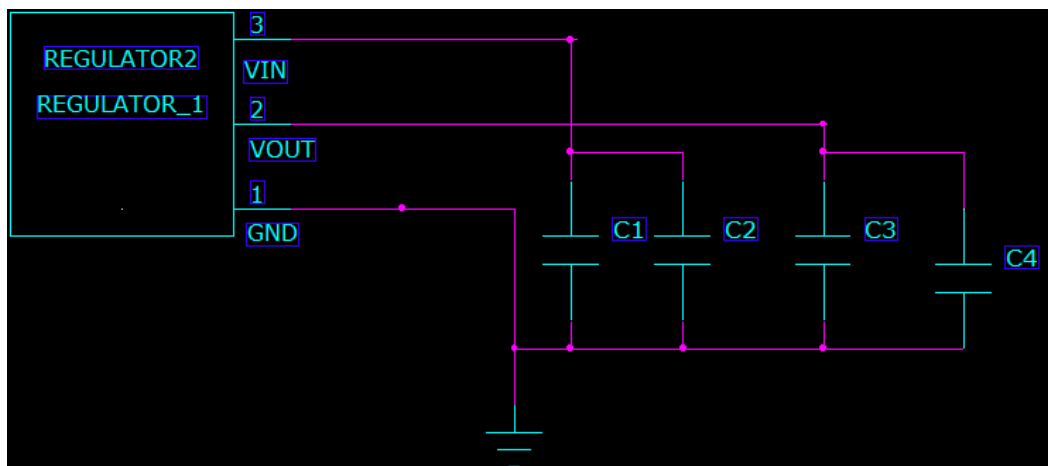 3
REGULATOR2
VIN
REGULATOR_1
2
VOUT
1
GND
C1
C2
C3
C4